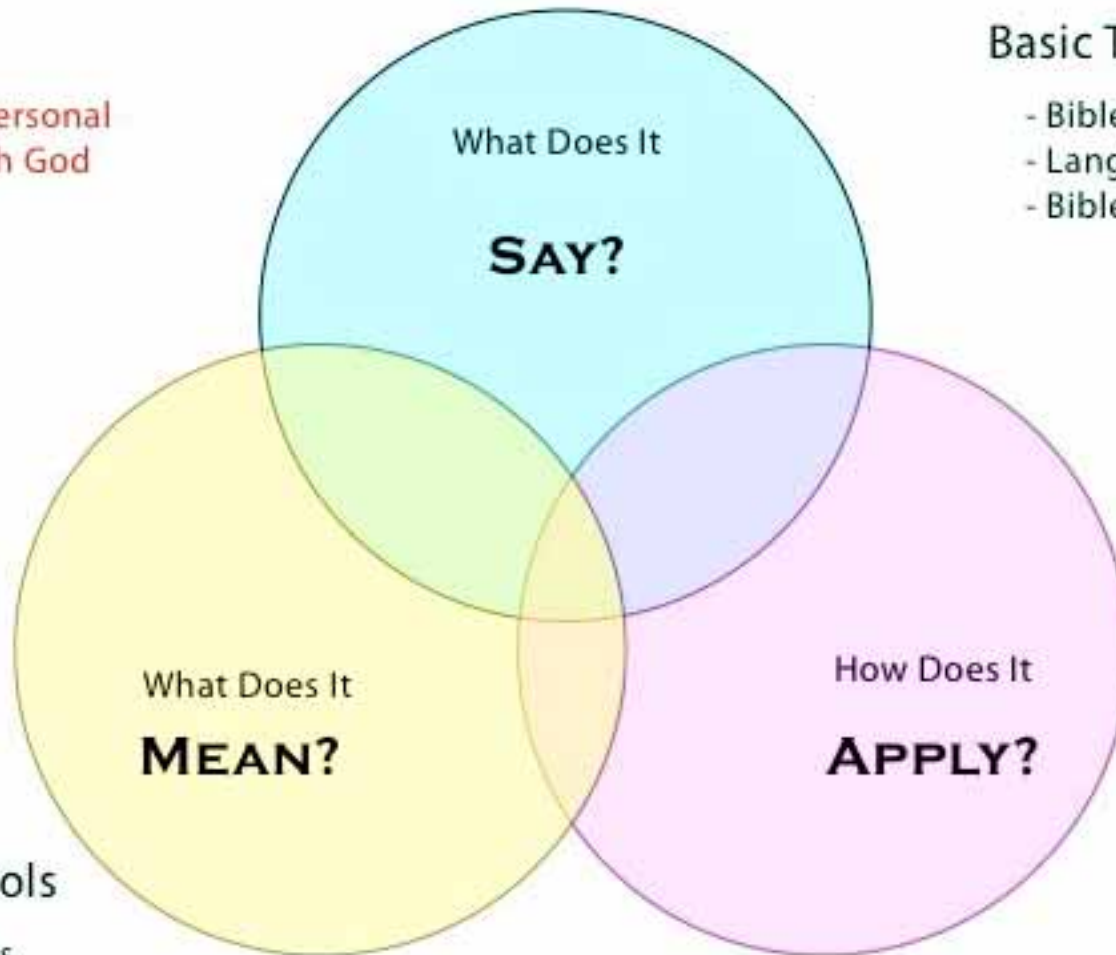 ersonal
h God
Basic T
- Bible
- Lang
- Bible
What Does It
SAY?
What Does It
MEAN?
How Does It
APPLY?
ols